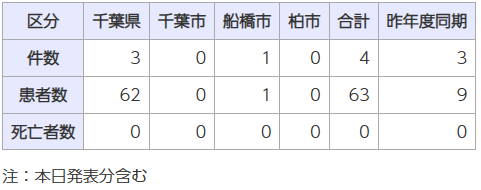 区分 千葉県 千葉市 船橋市 柏市 合計 昨年度同期
件数 3 0 1 0 4 3
患者数 62 0 1 0 63 9
死亡者数 0 0 0 0 0 0
注：本日発表分含む